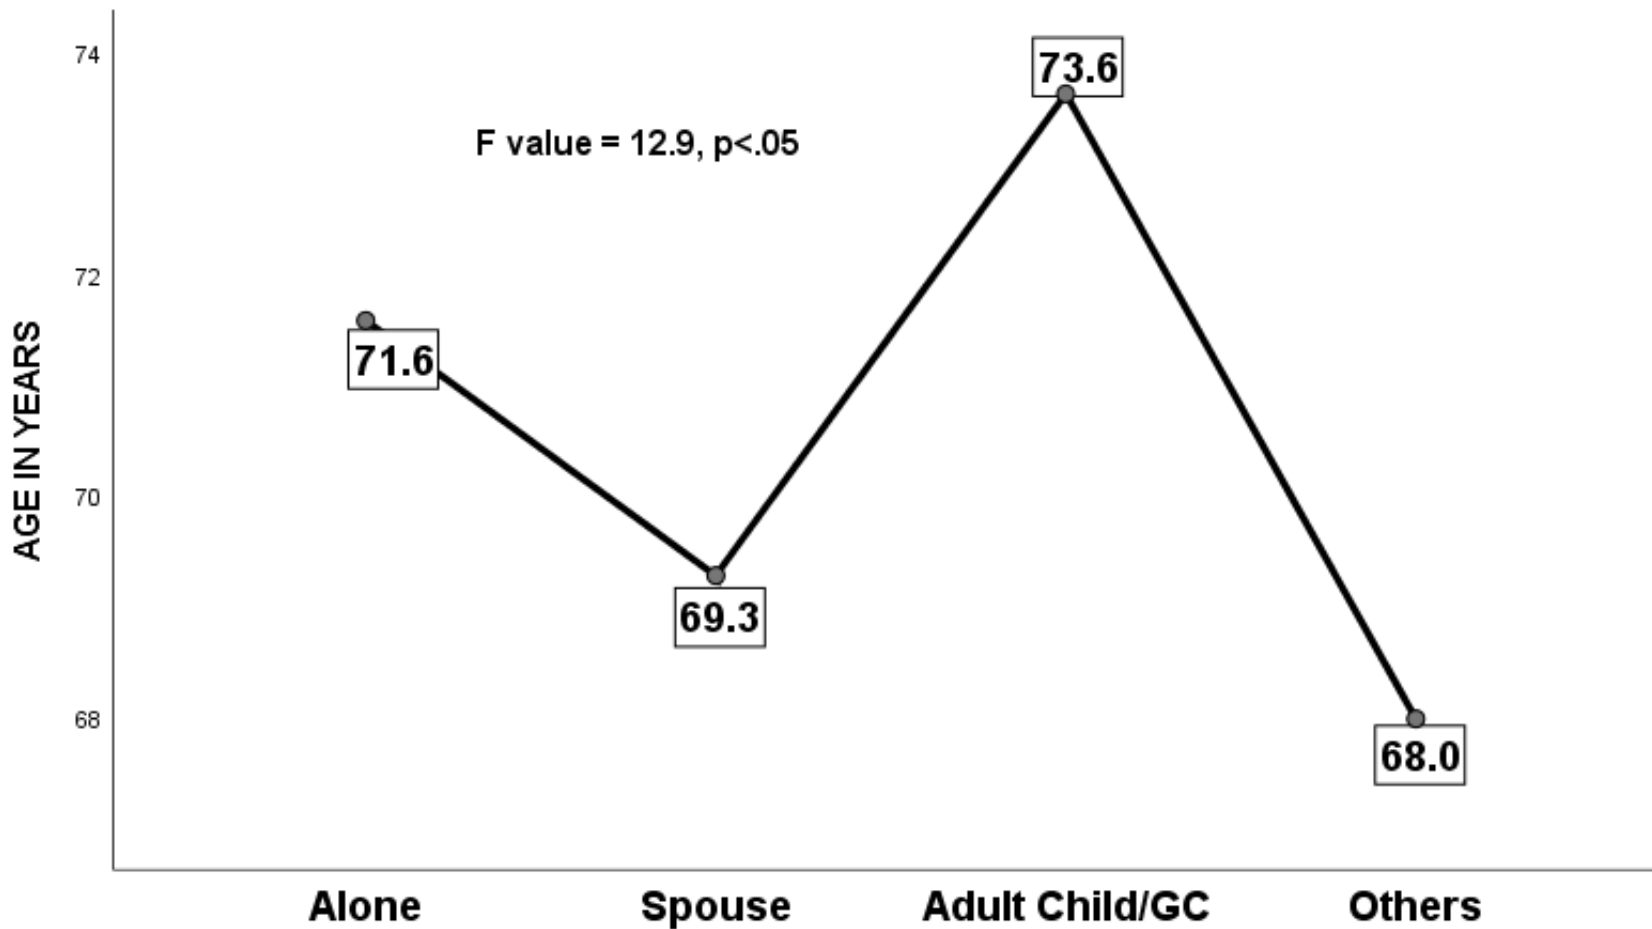 74
73.6
F value = 12.9, p<.05
72
71.6
AGE IN YEARS
70
69.3
68
68.0
Alone Spouse Adult Child/GC Others